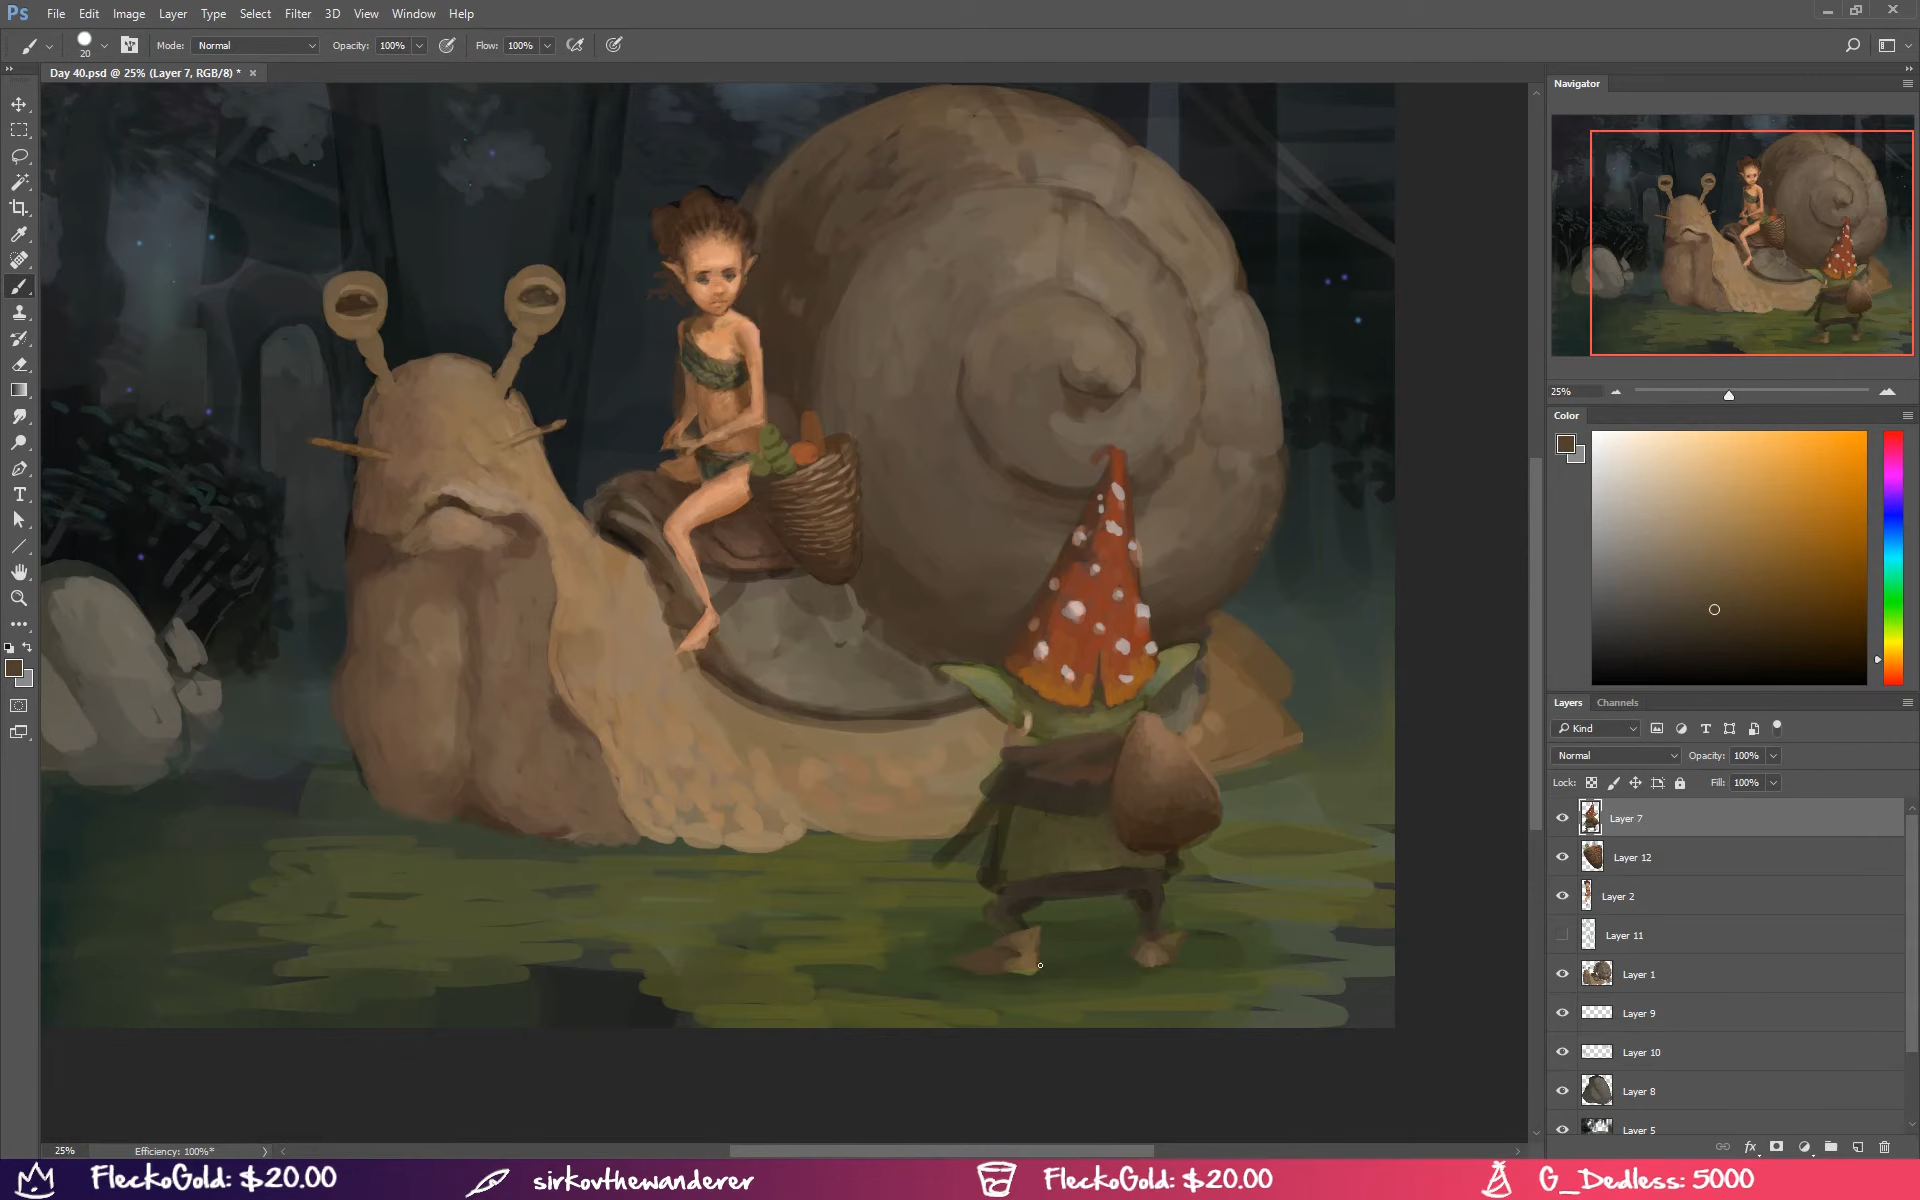 Ps File Edit Image Layer Type Select Filter 3D View Window Help
20 Mode: Normal Opacity: 100% Flow: 100%
Day 40.psd @ 25% (Layer 7, RGB/8) *
Navigator
25%
Color
Layers Channels
Kind
Normal Opacity: 100%
Lock: Fill: 100%
Layer 7
Layer 12
Layer 2
Layer 11
Layer 1
Layer 9
Layer 10
Layer 8
Layer 5
25% Efficiency: 100%*
FleckoGold: $20.00 sirkovthewanderer FleckoGold: $20.00 G_Dedless: 5000